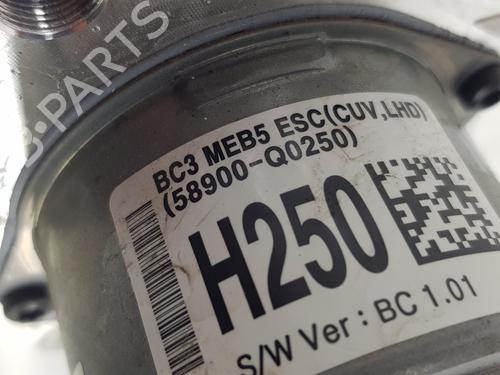 BC3 MEB5 ESC(CUV,LHD)
(58900-Q0250)
H250
S/W Ver : BC 1.01
B-PARTS